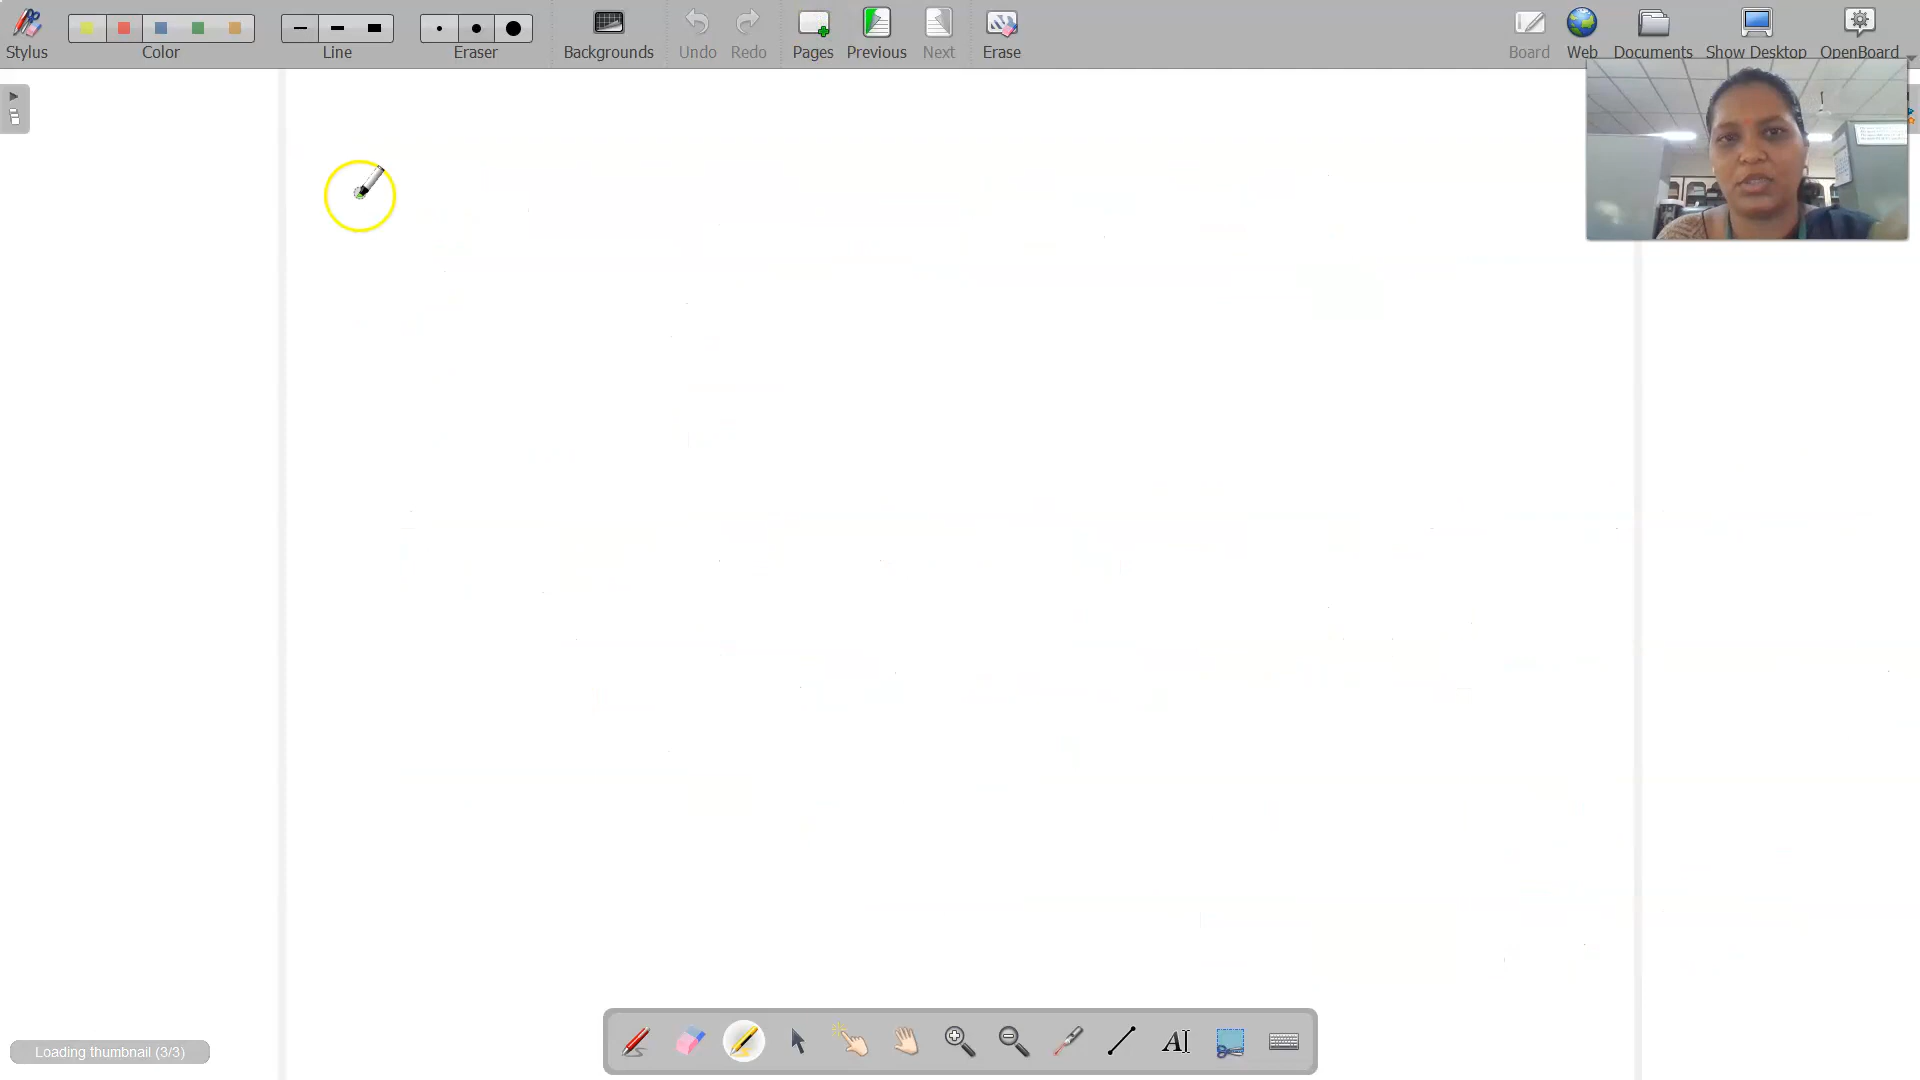 Stylus Color Line Eraser Backgrounds Undo Redo Pages Previous Next Erase Board Web Documents Show Desktop OpenBoard
Loading thumbnail (3/3)